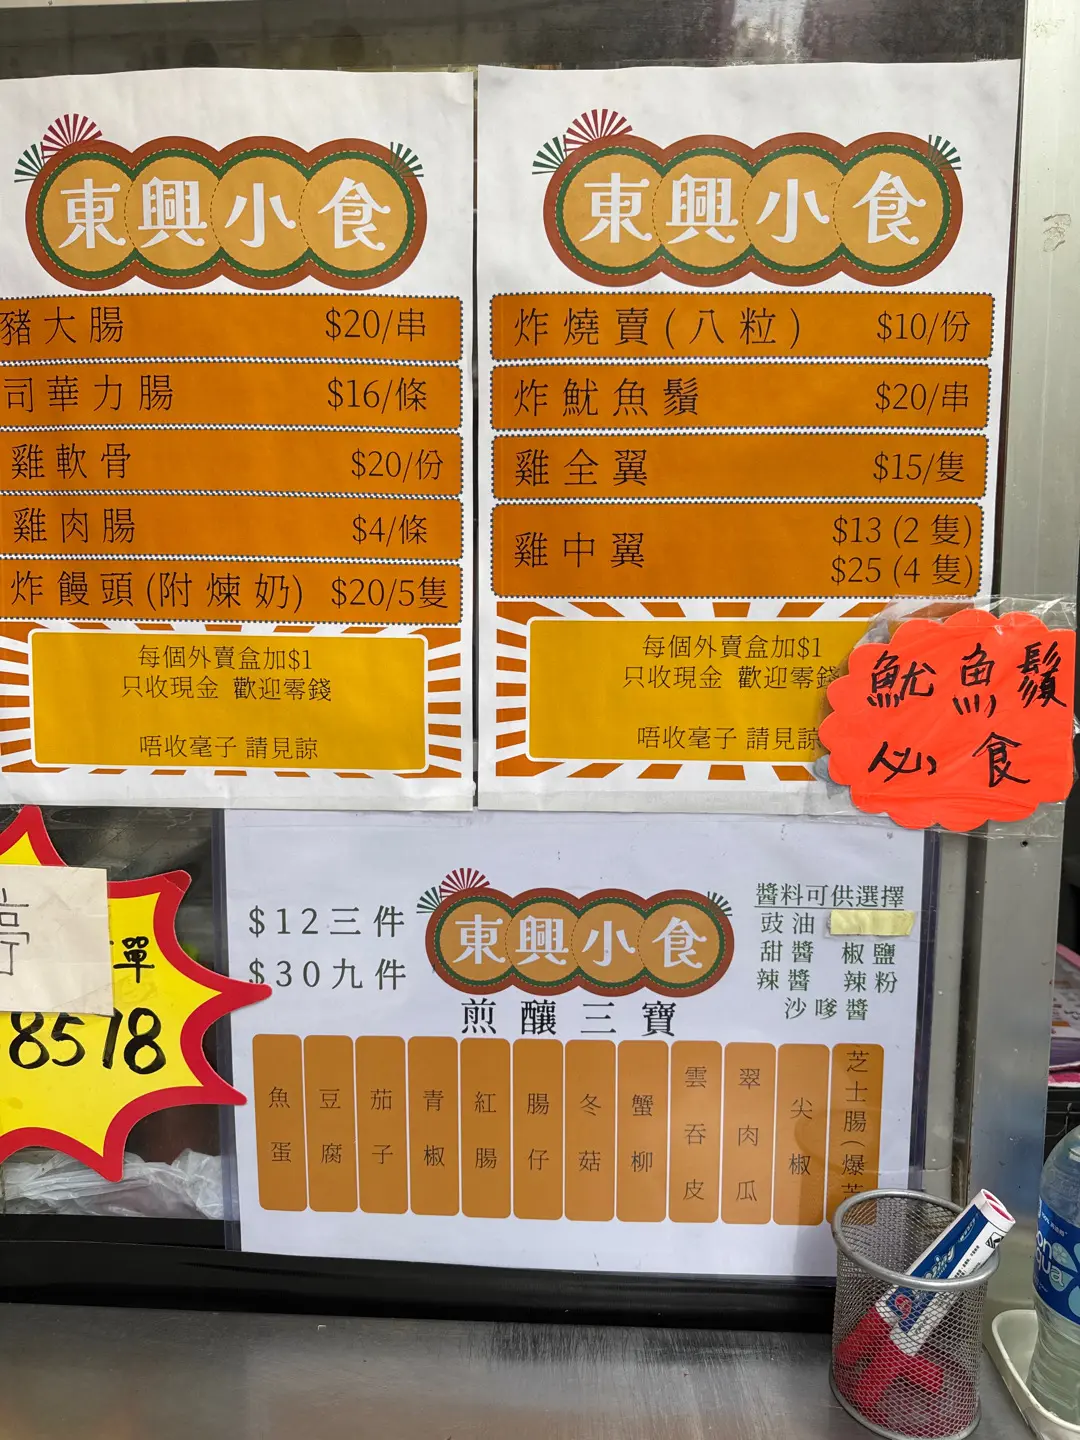 東興小食
豬大腸 $20/串
司華力腸 $16/條
雞軟骨 $20/份
雞肉腸 $4/條
炸饅頭(附煉奶) $20/5隻
每個外賣盒加$1
只收現金 歡迎零錢
唔收毫子 請見諒
東興小食
炸燒賣(八粒) $10/份
炸魷魚鬚 $20/串
雞全翼 $15/隻
雞中翼 $13 (2 隻)
$25 (4 隻)
每個外賣盒加$1
只收現金 歡迎零錢
唔收毫子 請見諒
魷魚鬚
必食
單
8518
$12三件
$30九件
東興小食
煎釀三寶
醬料可供選擇
豉油
甜醬 椒鹽
辣醬 辣粉
沙嗲醬
魚蛋
豆腐
茄子
青椒
紅腸
腸仔
冬菇
蟹柳
雲吞皮
翠肉瓜
尖椒
芝士腸(爆芝